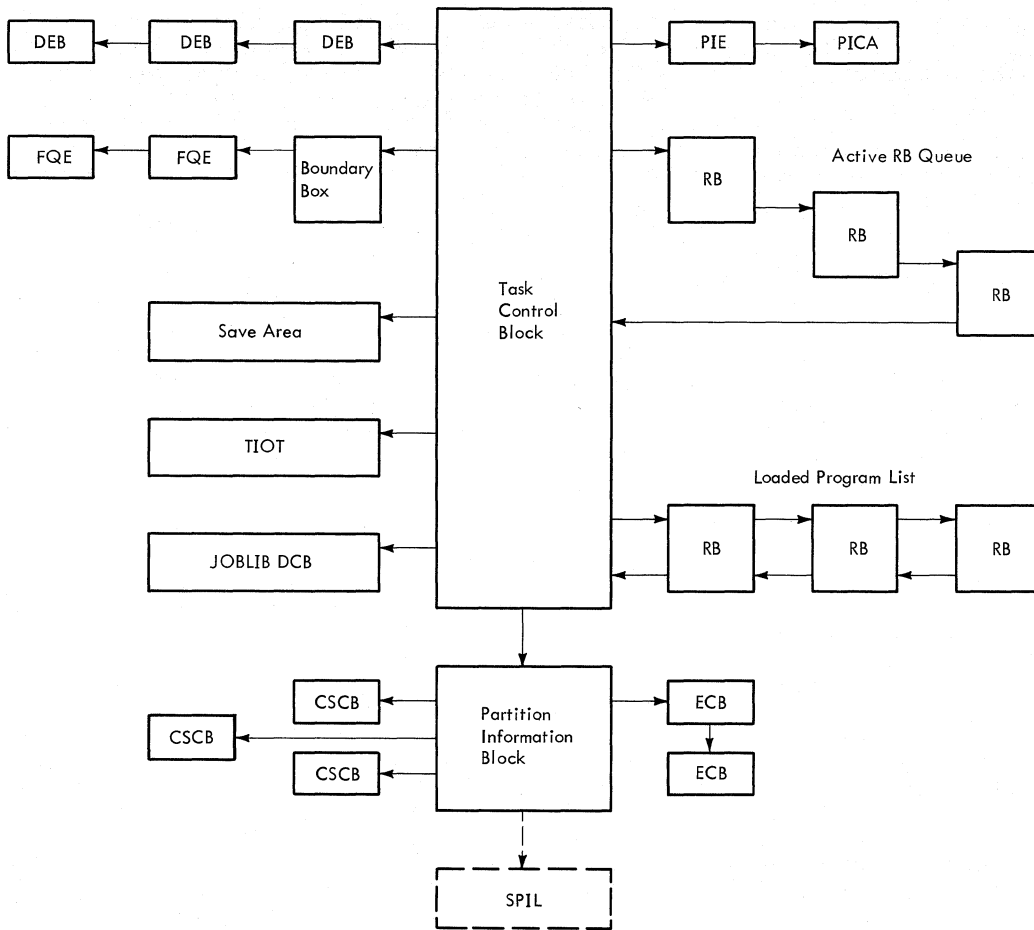 DEB
DEB
DEB
PIE
PICA
FQE
FQE
Boundary
Box
RB
Active RB Queue
RB
RB
Task
Control
Block
Save Area
TIOT
Loaded Program List
JOBLIB DCB
RB
RB
RB
CSCB
CSCB
CSCB
Partition
Information
Block
ECB
ECB
SPIL